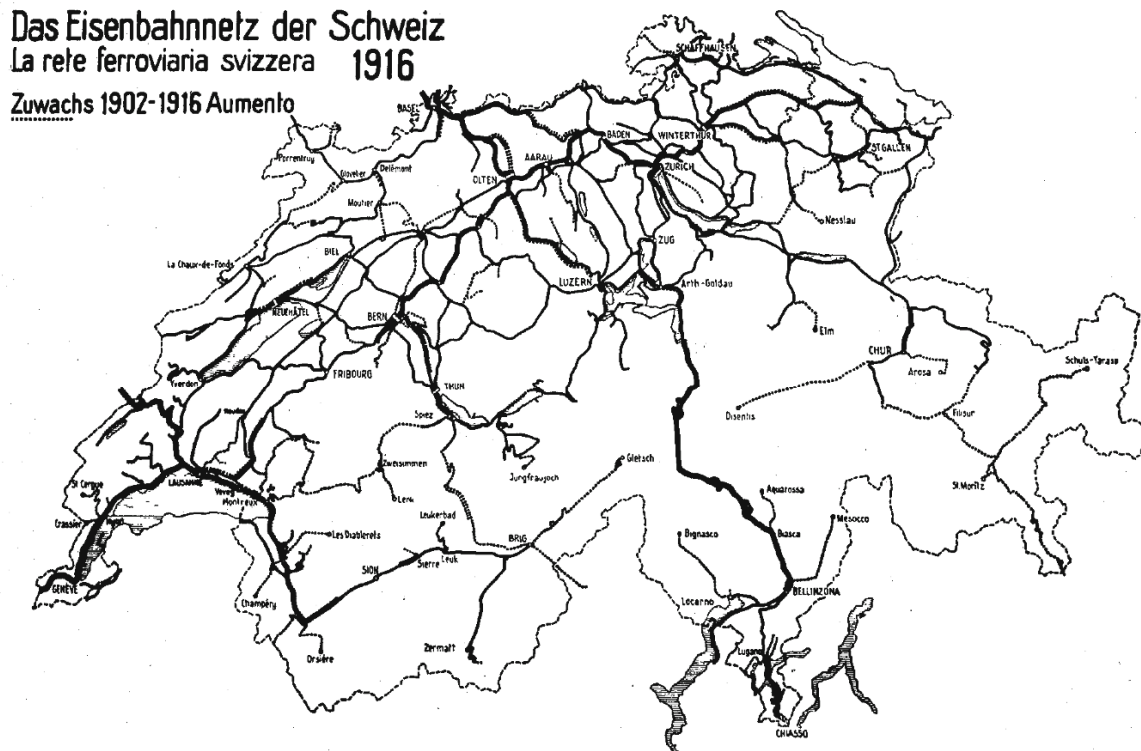 Das Eisenbahnnetz der Schweiz
La rete ferroviaria svizzera 1916
Zuwachs 1902-1916 Aumento
SCHAFFHAUSEN
BASEL
BADEN
WINTERTHUR
ST.GALLEN
AARAU
ZÜRICH
Porrentruy
Glovelier
Delémont
OLTEN
Moutier
Nesslau
ZUG
BIEL
La Chaux-de-Fonds
LUZERN
Arth-Goldau
NEUCHÂTEL
BERN
Elm
CHUR
Schuls-Tarasp
Arosa
FRIBOURG
THUN
Yverdon
Disentis
Filisur
Spiez
Gletsch
Zweisimmen
Jungfraujoch
St.Moritz
St Cergue
LAUSANNE
Vevey
Montreux
Lenk
Aquarossa
Leukerbad
Mesocco
Crassier
Nyon
Les Diablerets
Bignasco
Biasca
BRIG
SION
Sierre
Leuk
GENÈVE
BELLINZONA
Champéry
Locarno
Zermatt
Lugano
Orsière
CHIASSO